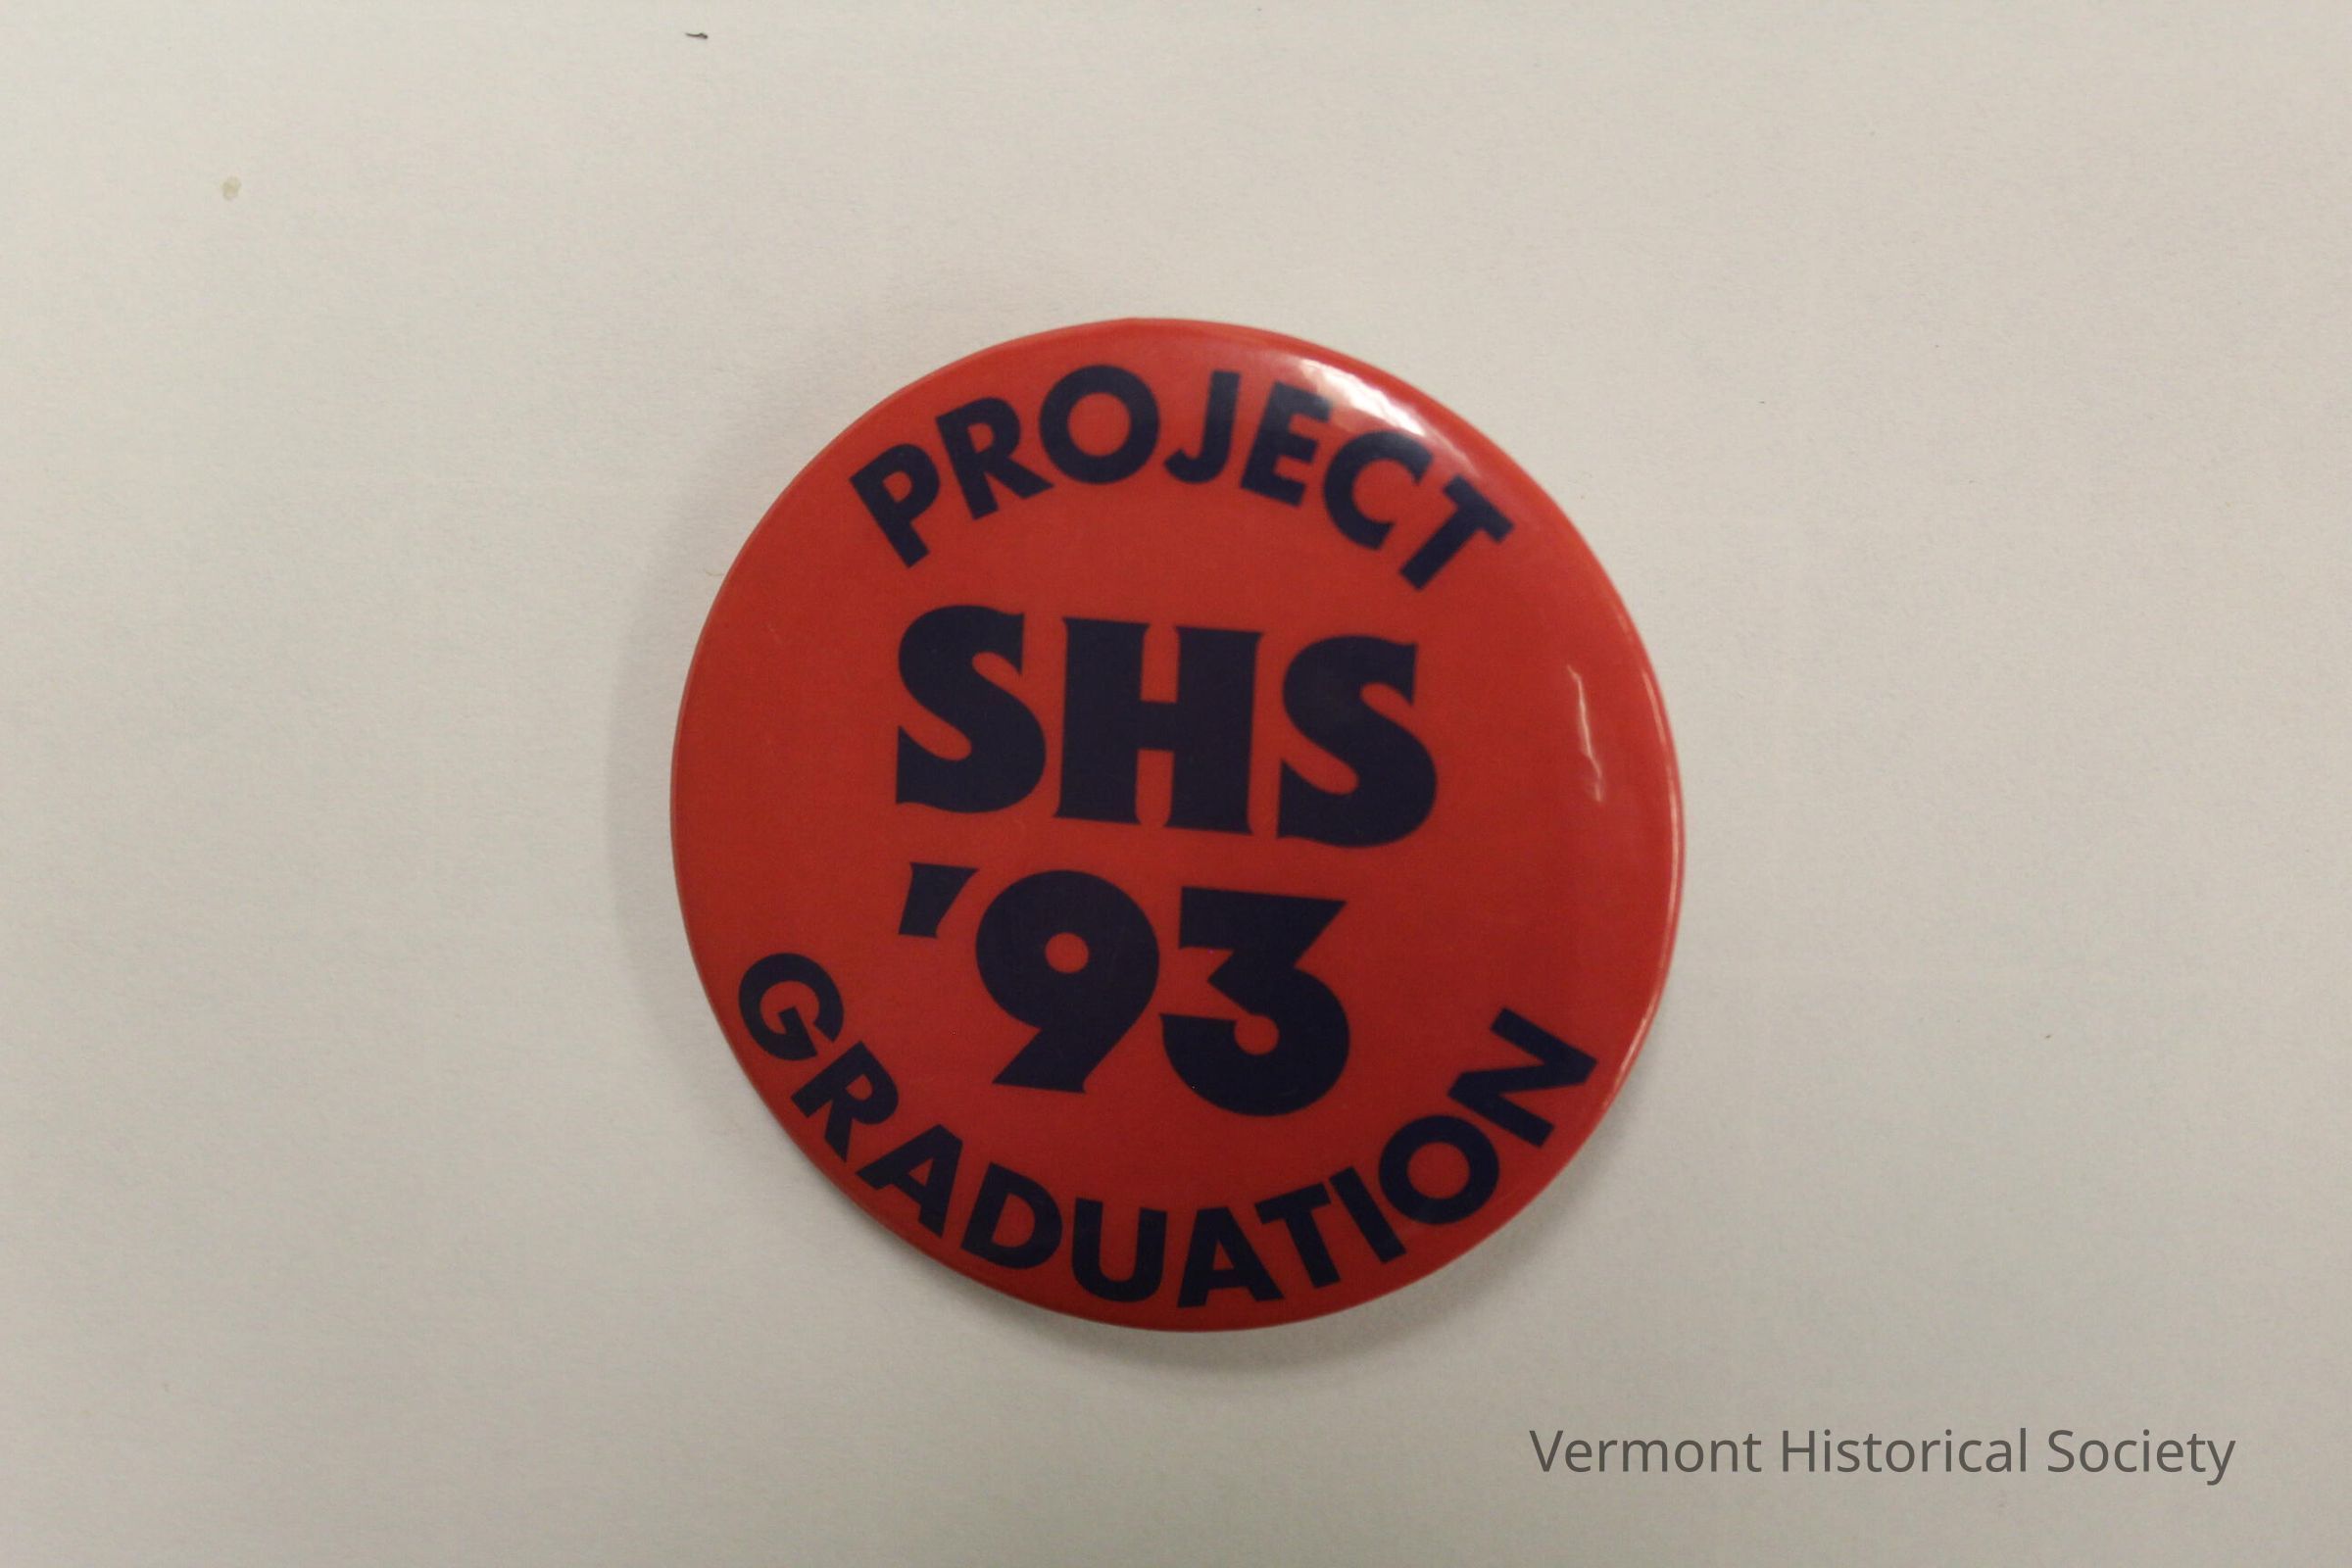 PROJECT
SHS
'93
GRADUATION
Vermont Historical Society